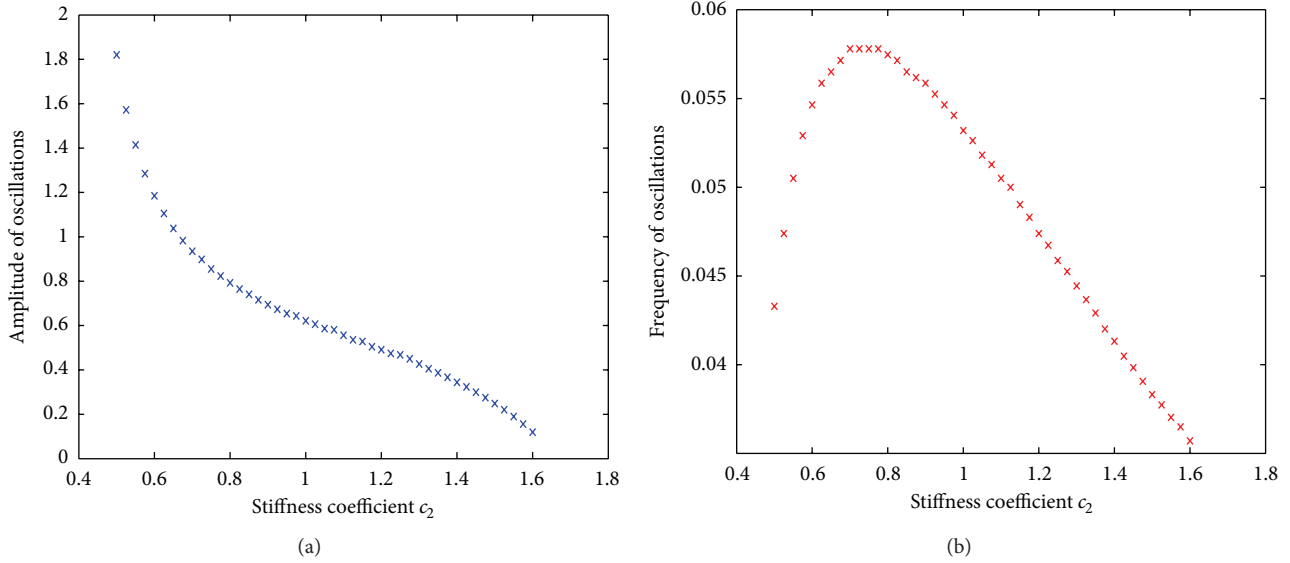 2
1.8
1.6
1.4
1.2
1
0.8
0.6
0.4
0.2
0
0.4 0.6 0.8 1 1.2 1.4 1.6 1.8
Amplitude of oscillations
Stiffness coefficient c₂
(a)
0.06
0.055
0.05
0.045
0.04
0.4 0.6 0.8 1 1.2 1.4 1.6 1.8
Frequency of oscillations
Stiffness coefficient c₂
(b)